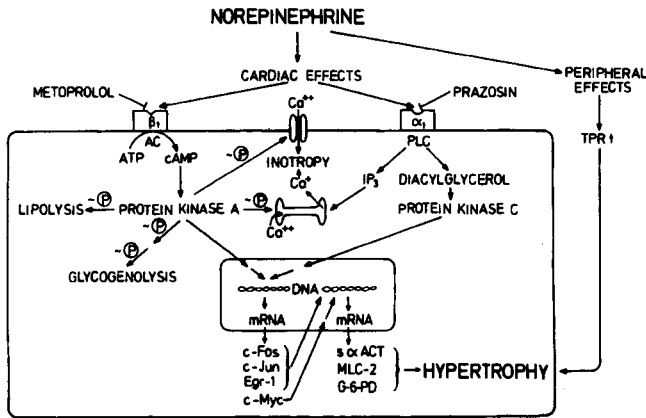 NOREPINEPHRINE
CARDIAC EFFECTS
PERIPHERAL
EFFECTS
METOPROLOL
Ca++
PRAZOSIN
β1
α1
TPR↑
AC
PLC
ATP
cAMP
~P
INOTROPY
Ca+
IP3
DIACYLGLYCEROL
LIPOLYSIS
~P
PROTEIN KINASE A
~P
PROTEIN KINASE C
~P
Ca++
~P
GLYCOGENOLYSIS
DNA
mRNA
mRNA
c-Fos
c-Jun
Egr-1
c-Myc
s α ACT
MLC-2
G-6-PD
HYPERTROPHY